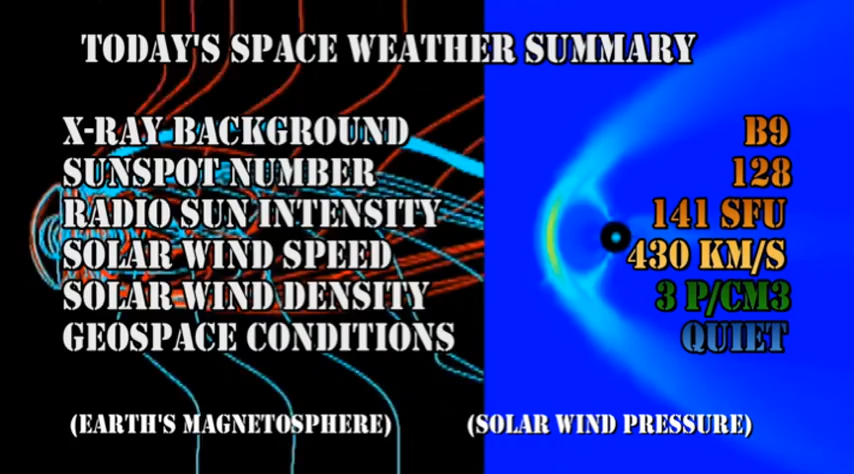 TODAY'S SPACE WEATHER SUMMARY
X-RAY BACKGROUND B9
SUNSPOT NUMBER 128
RADIO SUN INTENSITY 141 SFU
SOLAR WIND SPEED 430 KM/S
SOLAR WIND DENSITY 3 P/CM3
GEOSPACE CONDITIONS QUIET
(EARTH'S MAGNETOSPHERE) (SOLAR WIND PRESSURE)